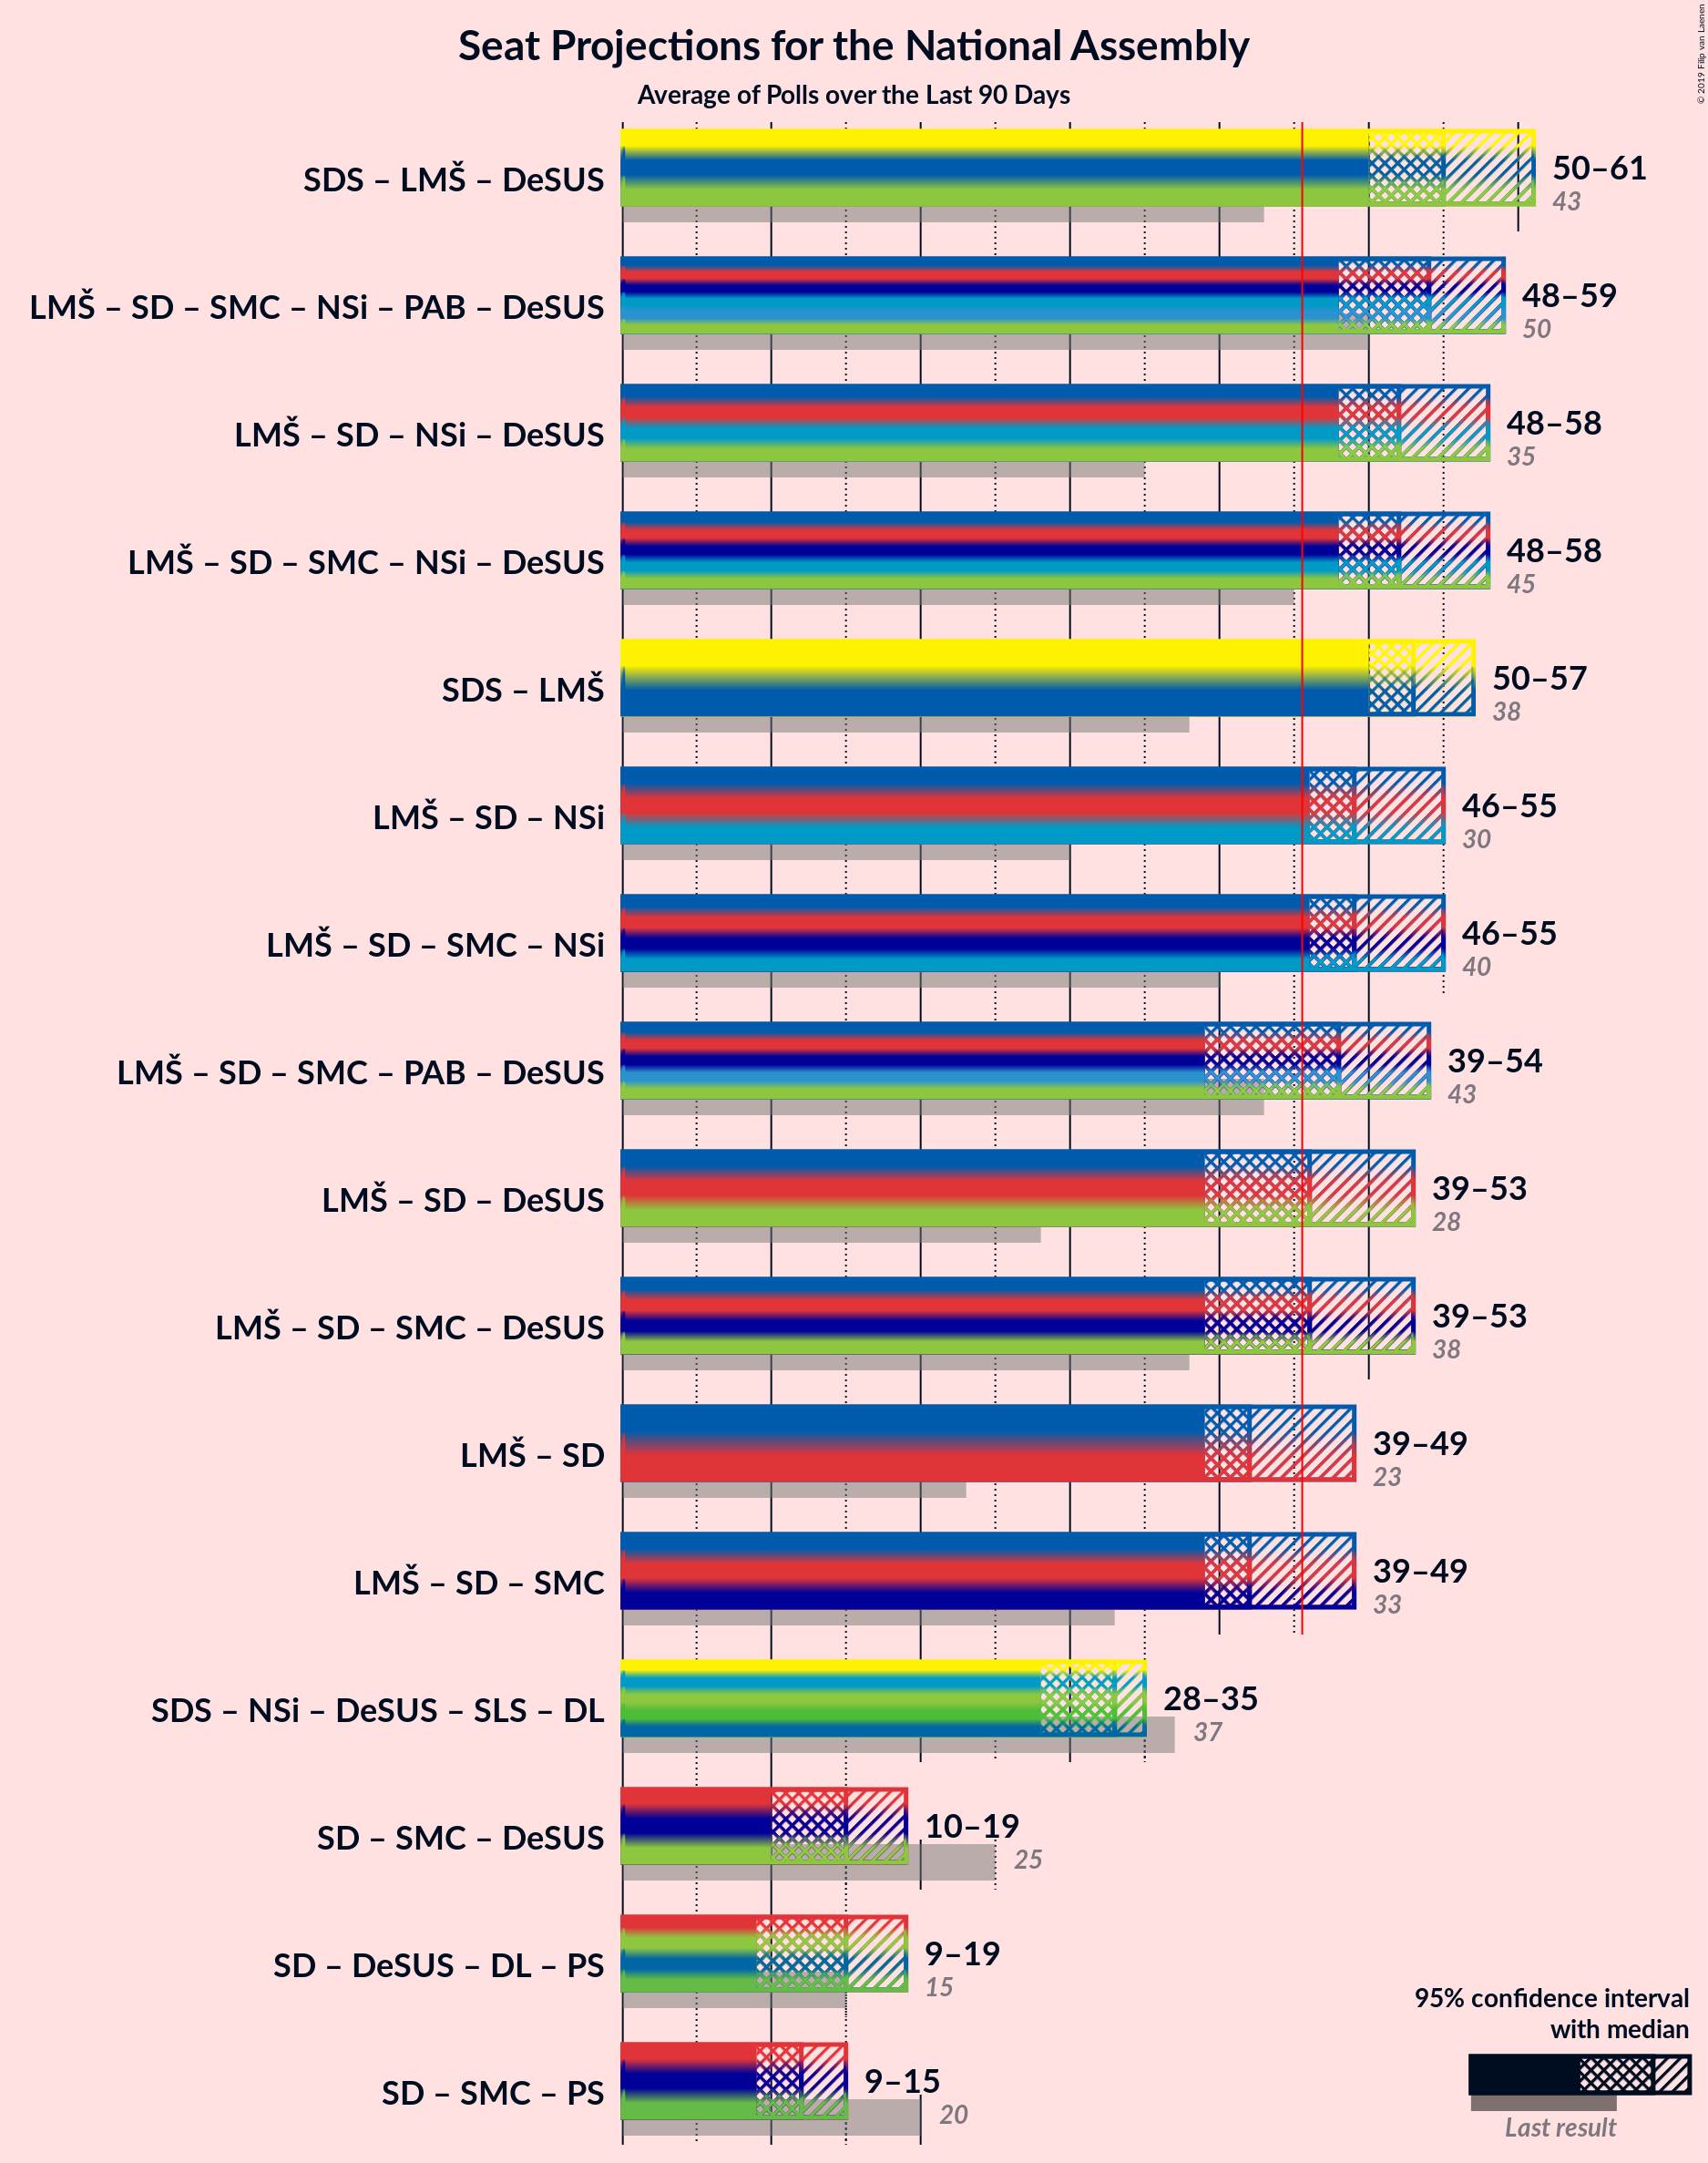 Seat Projections for the National Assembly
Average of Polls over the Last 90 Days
© 2019 Filip van Laenen
SDS – LMŠ – DeSUS
50–61
43
LMŠ – SD – SMC – NSi – PAB – DeSUS
48–59
50
LMŠ – SD – NSi – DeSUS
48–58
35
LMŠ – SD – SMC – NSi – DeSUS
48–58
45
SDS – LMŠ
50–57
38
LMŠ – SD – NSi
46–55
30
LMŠ – SD – SMC – NSi
46–55
40
LMŠ – SD – SMC – PAB – DeSUS
39–54
43
LMŠ – SD – DeSUS
39–53
28
LMŠ – SD – SMC – DeSUS
39–53
38
LMŠ – SD
39–49
23
LMŠ – SD – SMC
39–49
33
SDS – NSi – DeSUS – SLS – DL
28–35
37
SD – SMC – DeSUS
10–19
25
SD – DeSUS – DL – PS
9–19
15
SD – SMC – PS
9–15
20
95% confidence interval
with median
Last result